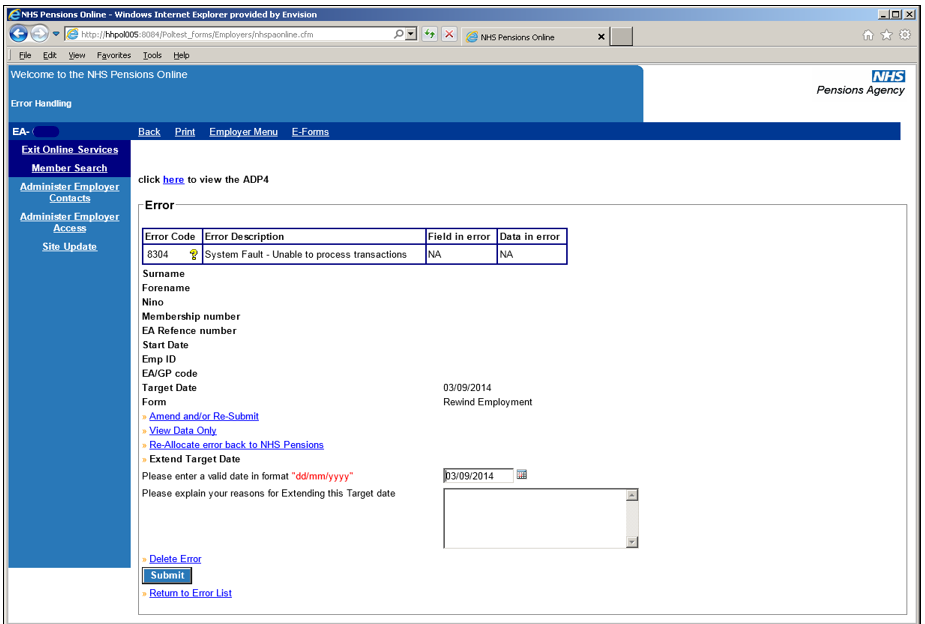 NHS Pensions Online - Windows Internet Explorer provided by Envision
http://hhpol005:8084/Poltest_forms/Employers/nhspaonline.cfm
NHS Pensions Online
File Edit View Favorites Tools Help
Welcome to the NHS Pensions Online
NHS
Pensions Agency
Error Handling
EA-
Back Print Employer Menu E-Forms
Exit Online Services
Member Search
Administer Employer
Contacts
Administer Employer
Access
Site Update
click here to view the ADP4
Error
Error Code Error Description Field in error Data in error
8304 ? System Fault - Unable to process transactions NA NA
Surname
Forename
Nino
Membership number
EA Refence number
Start Date
Emp ID
EA/GP code
Target Date 03/09/2014
Form Rewind Employment
» Amend and/or Re-Submit
» View Data Only
» Re-Allocate error back to NHS Pensions
» Extend Target Date
Please enter a valid date in format "dd/mm/yyyy" 03/09/2014
Please explain your reasons for Extending this Target date
» Delete Error
Submit
» Return to Error List